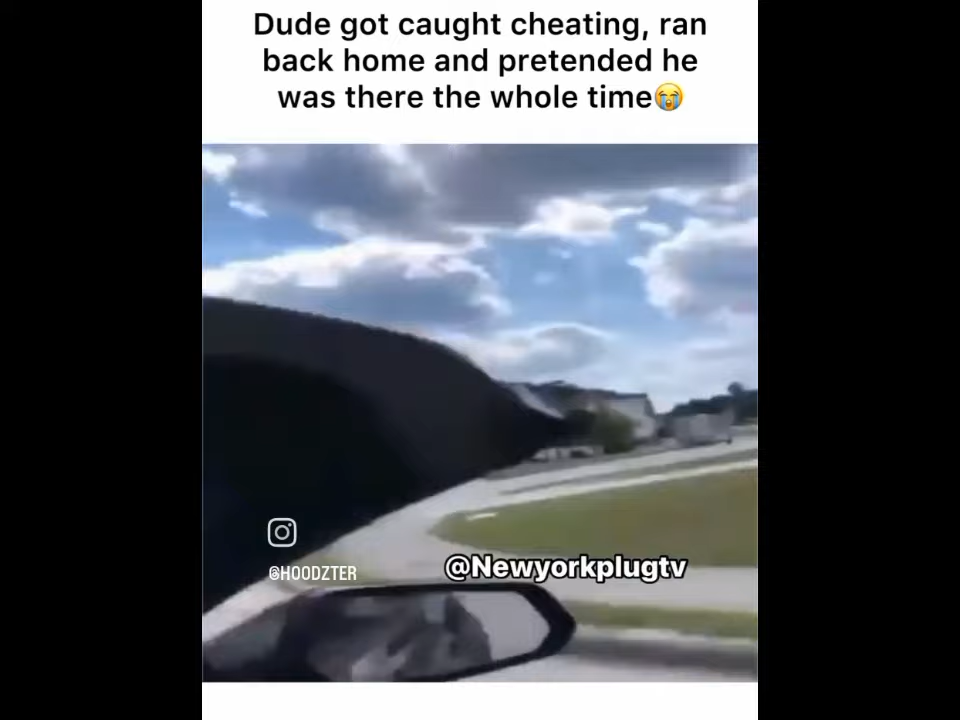 Dude got caught cheating, ran
back home and pretended he
was there the whole time😭
@HOODZTER
@Newyorkplugtv